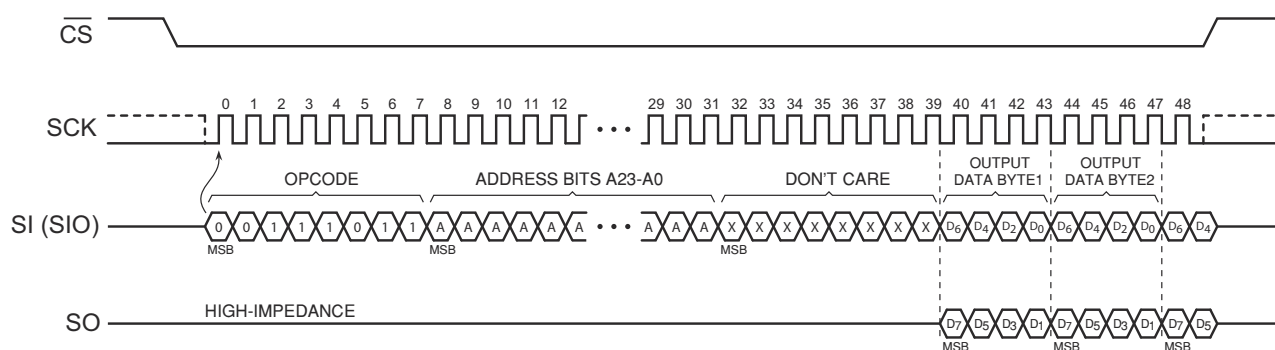 CS
SCK
0 1 2 3 4 5 6 7 8 9 10 11 12 29 30 31 32 33 34 35 36 37 38 39 40 41 42 43 44 45 46 47 48
OPCODE
ADDRESS BITS A23-A0
DON'T CARE
OUTPUT
DATA BYTE1
OUTPUT
DATA BYTE2
SI (SIO)
0 0 1 1 1 0 1 1 A A A A A A A A A X X X X X X X X D6 D4 D2 D0 D6 D4 D2 D0 D6 D4
MSB MSB MSB
SO
HIGH-IMPEDANCE
D7 D5 D3 D1 D7 D5 D3 D1 D7 D5
MSB MSB MSB